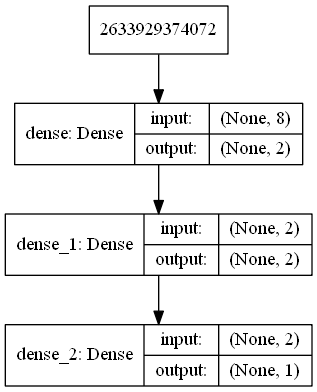 2633929374072
dense: Dense
input:
(None, 8)
output:
(None, 2)
dense_1: Dense
input:
(None, 2)
output:
(None, 2)
dense_2: Dense
input:
(None, 2)
output:
(None, 1)